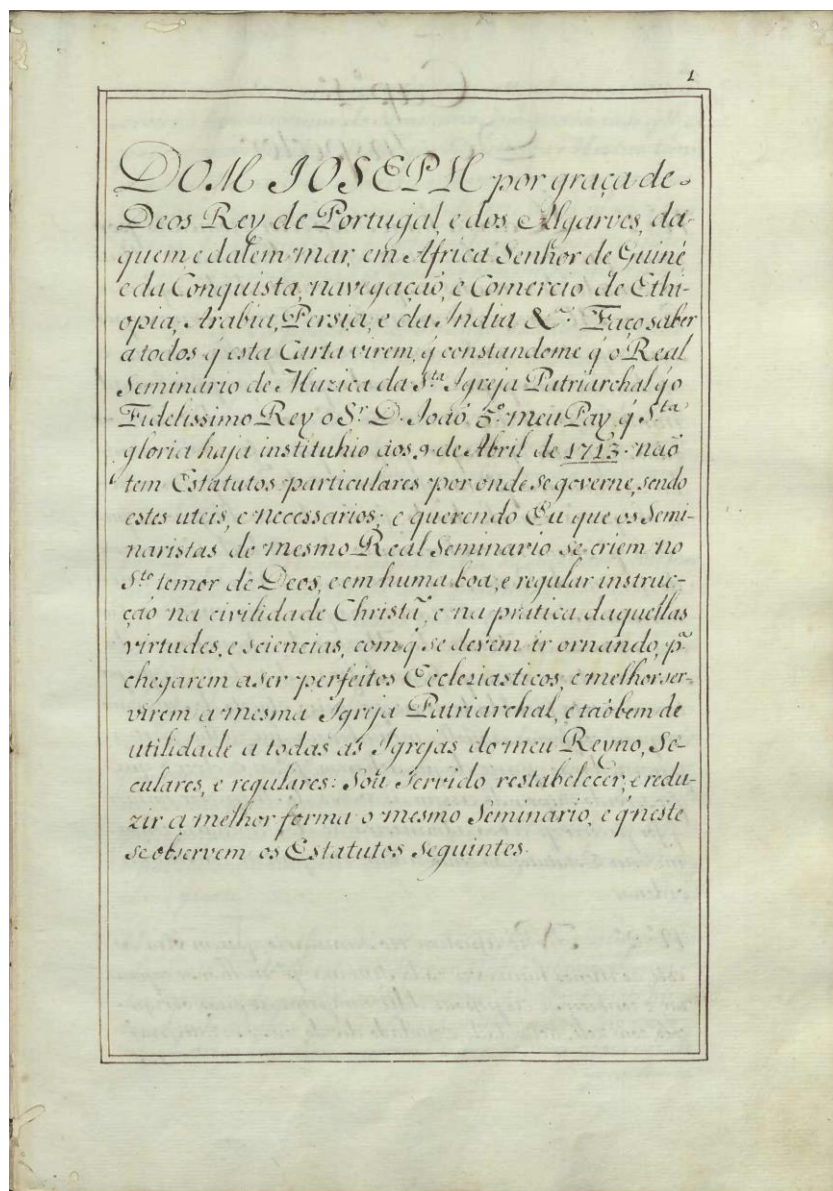 1
DOM JOSEPH por graça de
Deos Rey de Portugal, e dos Algarves, da-
quem e dalem mar, em Africa Senhor de Guiné
e da Conquista, navegação, e Comercio de Ethi-
opia, Arabia, Persia, e da India &c.ª Faço saber
a todos q̃ esta Carta virem, q̃ constandome q̃ o Real
Seminario de Muzica da S.ta Igreja Patriarchal q̃ o
Fidelissimo Rey o S.r D. João 5.º meu Pay, q̃ S.ta
gloria haja instituhio aos 9 de Abril de 1713. naõ
tem Estatutos particulares por onde se governe, sendo
estes uteis, e necessarios; e querendo Eu que os Semi-
naristas de mesmo Real Seminario se criem no
S.to temor de Deos, e em huma boa, e regular instruc-
ção na civilidade Christã, e na pratica daquellas
virtudes, e sciencias, com q̃ se devem ir ornando, p.ª
chegarem a ser perfeitos Ecclesiasticos, e melhor ser-
virem a mesma Igreja Patriarchal, e taõbem de
utilidade a todas as Igrejas do meu Reyno, Se-
culares, e regulares: Sou servido restabelecer, e redu-
zir a melhor forma o mesmo Seminario, e q̃ neste
se observem os Estatutos seguintes.